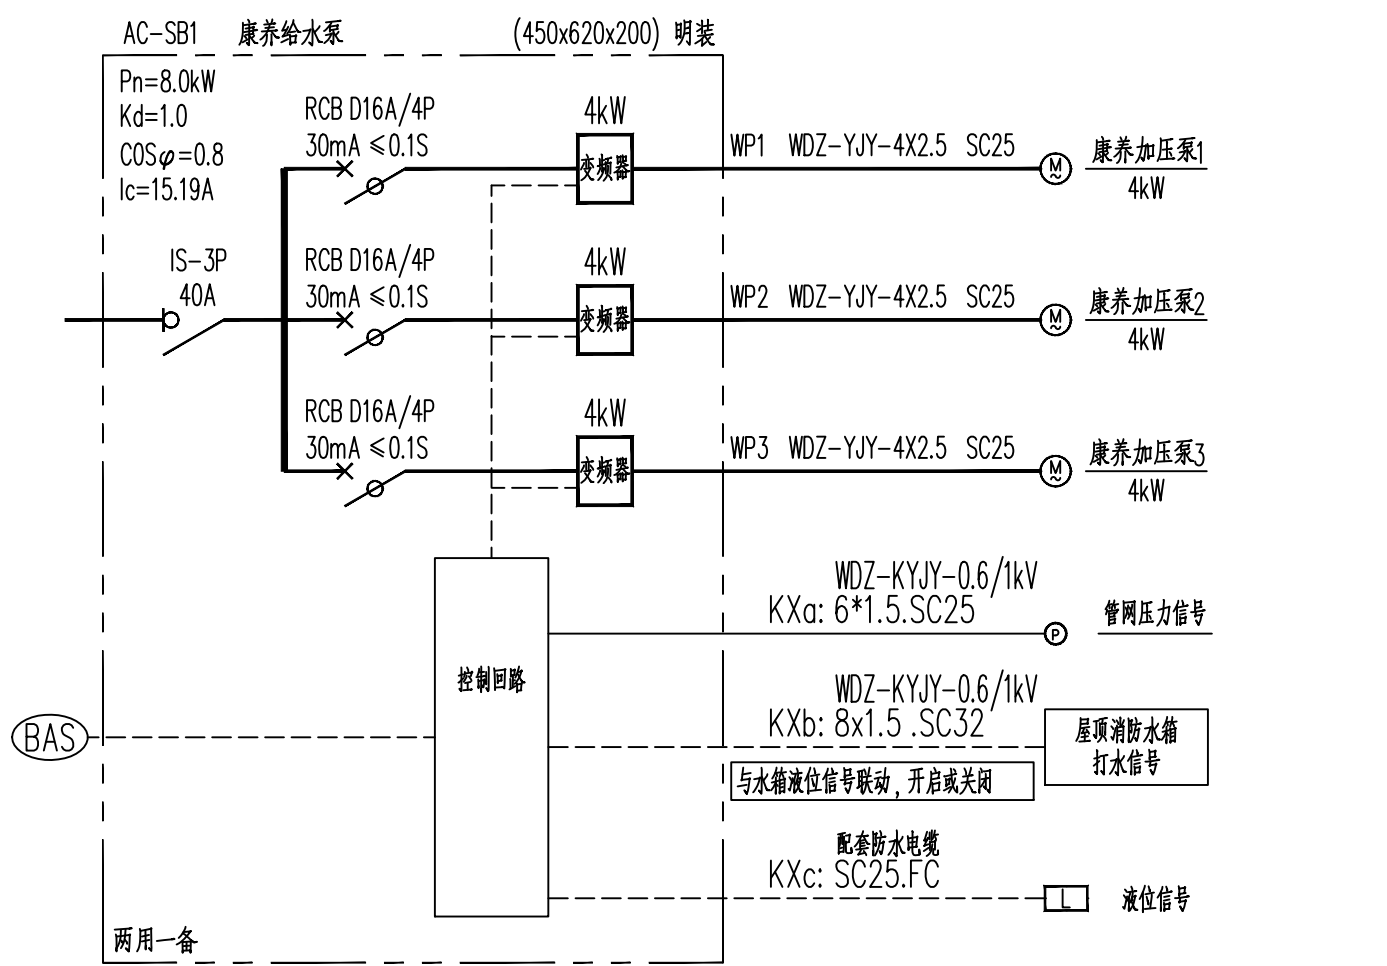 AC-SB1 康养给水泵 (450x620x200) 明装
Pn=8.0kW
Kd=1.0
COSφ=0.8
Ic=15.19A
IS-3P
40A
RCB D16A/4P
30mA ≤0.1S
4kW
变频器
WP1 WDZ-YJY-4X2.5 SC25
M
~
康养加压泵1
4kW
RCB D16A/4P
30mA ≤0.1S
4kW
变频器
WP2 WDZ-YJY-4X2.5 SC25
M
~
康养加压泵2
4kW
RCB D16A/4P
30mA ≤0.1S
4kW
变频器
WP3 WDZ-YJY-4X2.5 SC25
M
~
康养加压泵3
4kW
控制回路
BAS
WDZ-KYJY-0.6/1kV
KXa: 6*1.5.SC25
P
管网压力信号
WDZ-KYJY-0.6/1kV
KXb: 8x1.5 .SC32
屋顶消防水箱
打水信号
与水箱液位信号联动, 开启或关闭
配套防水电缆
KXc: SC25.FC
L
液位信号
两用一备